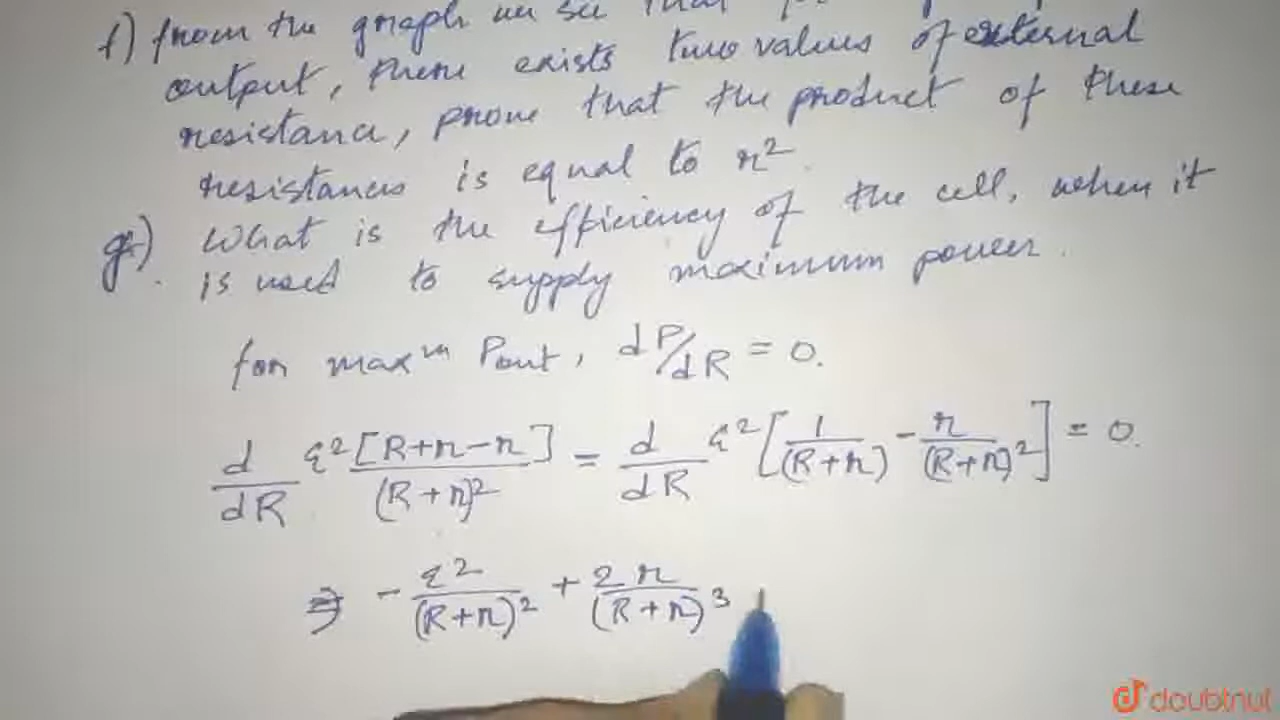 f) from the graph we see that
output, there exists two values of external
resistance, prove that the product of these
resistances is equal to r².
g) What is the efficiency of the cell, when it
is used to supply maximum power.
for maxᵐ Pout, dP/dR = 0.
d/dR ε²[R+r-r]/(R+r)² = d/dR ε²[1/(R+r) - r/(R+r)²] = 0.
⇒ - ε²/(R+r)² + 2r/(R+r)³
doubtnut